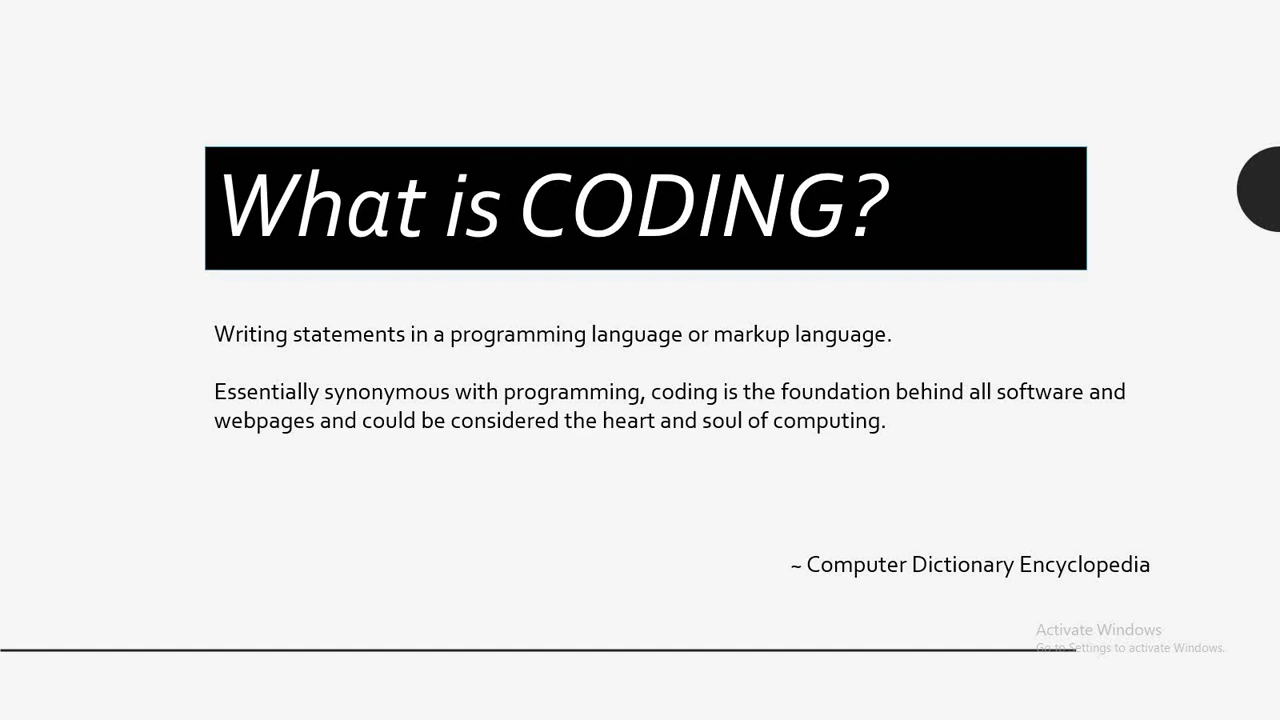 What is CODING?
Writing statements in a programming language or markup language.
Essentially synonymous with programming, coding is the foundation behind all software and
webpages and could be considered the heart and soul of computing.
~ Computer Dictionary Encyclopedia
Activate Windows
Go to Settings to activate Windows.